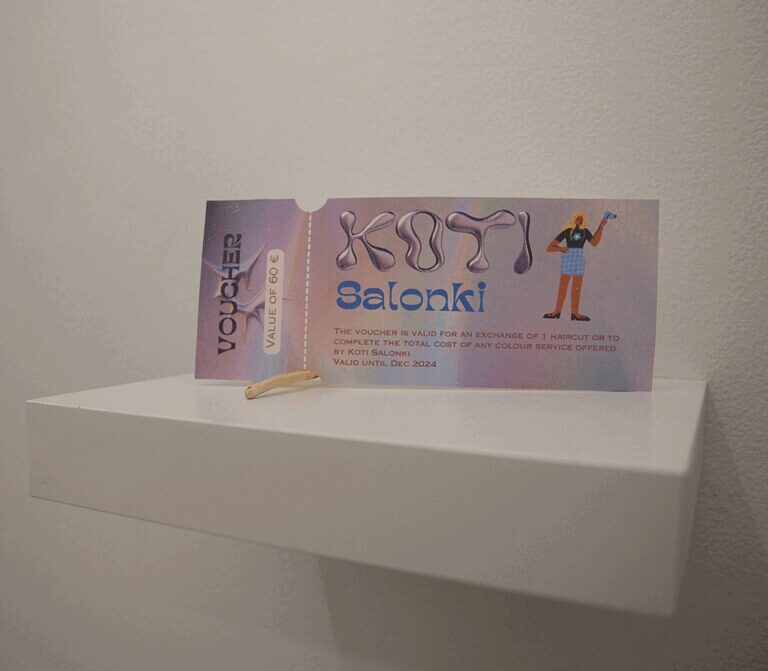 VOUCHER
VALUE OF 60 €
KOTI
Salonki
THE VOUCHER IS VALID FOR AN EXCHANGE OF 1 HAIRCUT OR TO
COMPLETE THE TOTAL COST OF ANY COLOUR SERVICE OFFERED
BY KOTI SALONKI
VALID UNTIL DEC 2024